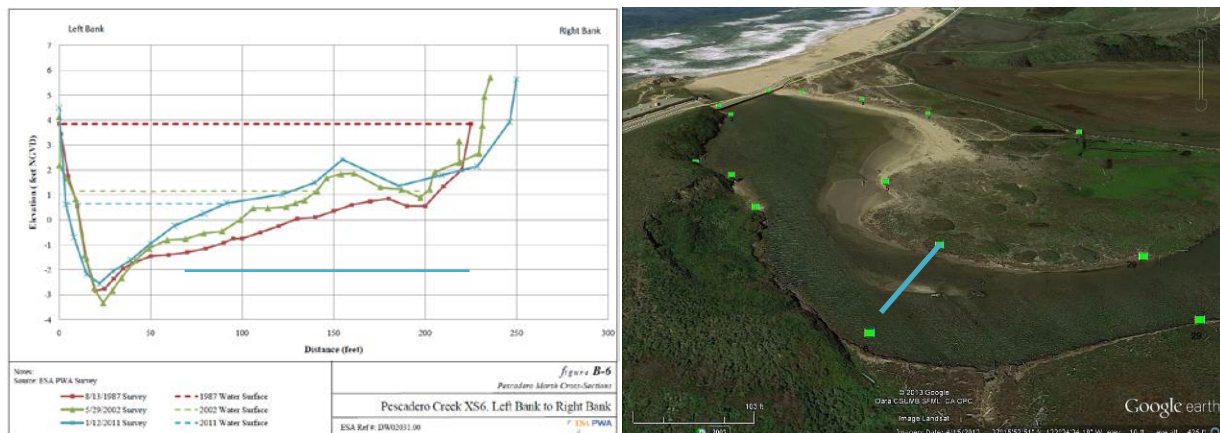 Left Bank
Right Bank
7
6
5
4
3
2
1
0
-1
-2
-3
-4
Elevation ( feet NGVD)
0
50
100
150
200
250
300
Distance (feet)
Notes:
Source: ESA PWA Survey
8/13/1987 Survey
5/29/2002 Survey
1/12/2011 Survey
1987 Water Surface
2002 Water Surface
2011 Water Surface
figure B-6
Pescadero Marsh Cross-Sections
Pescadero Creek XS6. Left Bank to Right Bank
ESA Ref #: DW02031.00
ESA PWA
29
© 2013 Google
Data CSUMB SFML, CA OPC
Image Landsat
103 ft
Google earth